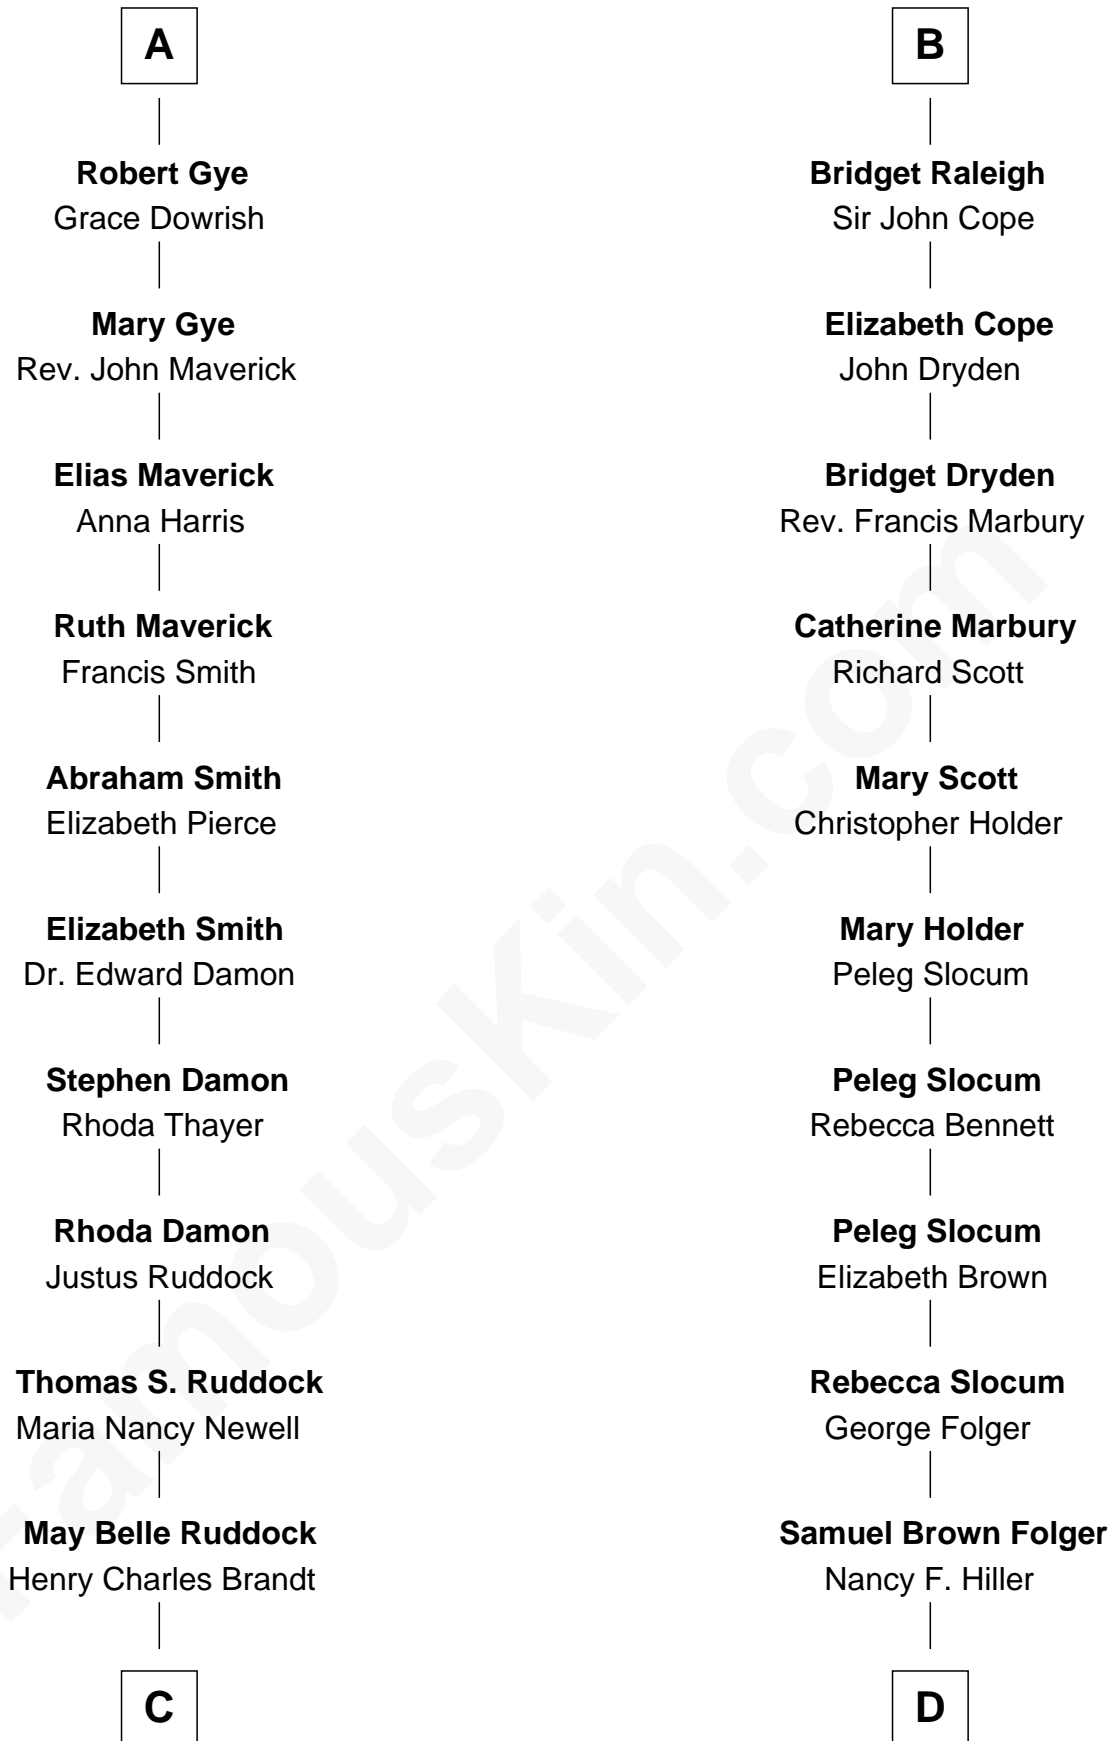 A
Robert Gye
Grace Dowrish
Mary Gye
Rev. John Maverick
Elias Maverick
Anna Harris
Ruth Maverick
Francis Smith
Abraham Smith
Elizabeth Pierce
Elizabeth Smith
Dr. Edward Damon
Stephen Damon
Rhoda Thayer
Rhoda Damon
Justus Ruddock
Thomas S. Ruddock
Maria Nancy Newell
May Belle Ruddock
Henry Charles Brandt
C
B
Bridget Raleigh
Sir John Cope
Elizabeth Cope
John Dryden
Bridget Dryden
Rev. Francis Marbury
Catherine Marbury
Richard Scott
Mary Scott
Christopher Holder
Mary Holder
Peleg Slocum
Peleg Slocum
Rebecca Bennett
Peleg Slocum
Elizabeth Brown
Rebecca Slocum
George Folger
Samuel Brown Folger
Nancy F. Hiller
D
FamousKin.com